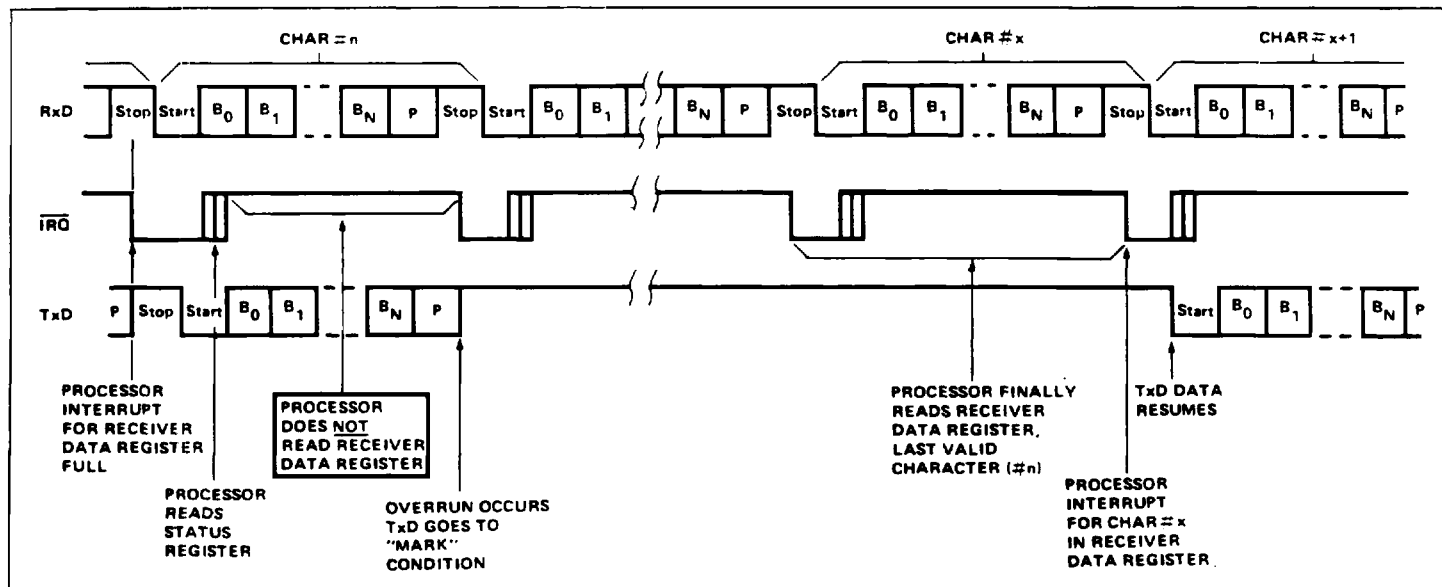 CHAR #n CHAR #x CHAR #x+1
RxD Stop Start B0 B1 BN P Stop Start B0 B1 BN P Stop Start B0 B1 BN P Stop Start B0 B1 BN P
IRQ
TxD P Stop Start B0 B1 BN P Start B0 B1 BN P
PROCESSOR
INTERRUPT
FOR RECEIVER
DATA REGISTER
FULL
PROCESSOR
READS
STATUS
REGISTER
PROCESSOR
DOES NOT
READ RECEIVER
DATA REGISTER
OVERRUN OCCURS
TxD GOES TO
"MARK"
CONDITION
PROCESSOR FINALLY
READS RECEIVER
DATA REGISTER,
LAST VALID
CHARACTER (#n)
PROCESSOR
INTERRUPT
FOR CHAR #x
IN RECEIVER
DATA REGISTER
TxD DATA
RESUMES